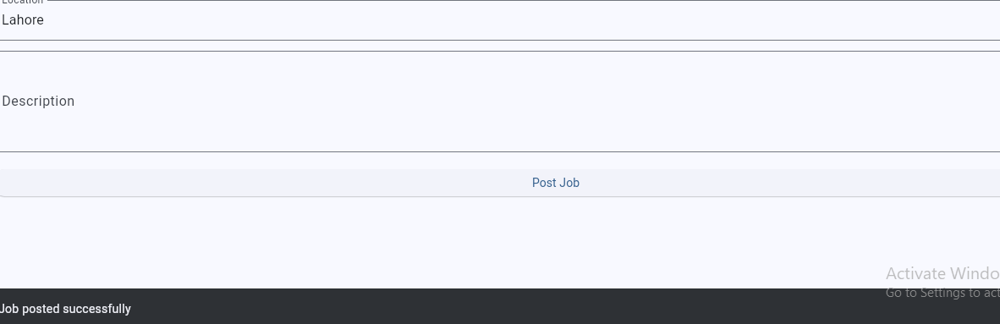 Location
Lahore
Description
Post Job
Activate Windo
Go to Settings to act
Job posted successfully